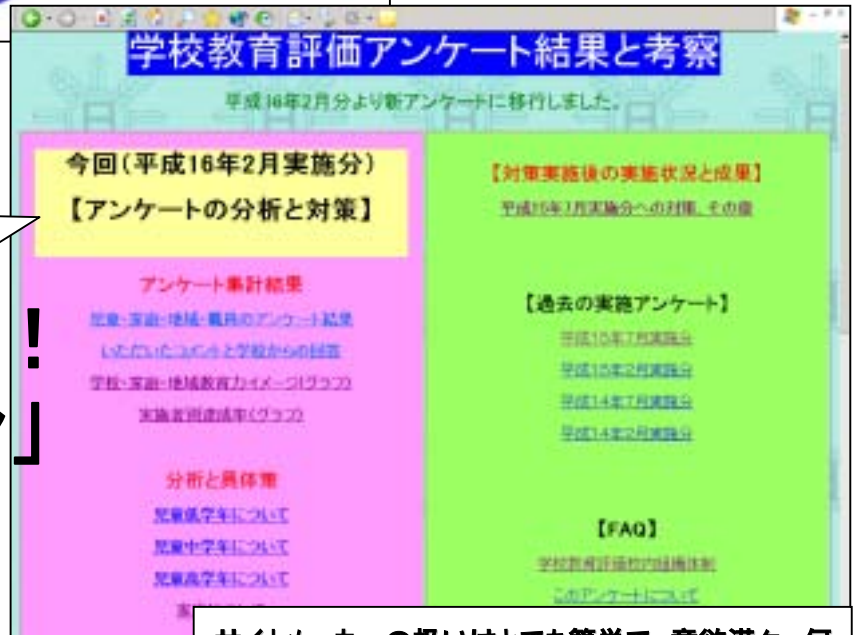 学校教育評価アンケート結果と考察
平成16年2月分より新アンケートに移行しました。
今回(平成16年2月実施分)
【アンケートの分析と対策】
アンケート集計結果
児童・家庭・地域・職員のアンケート結果
いただいたコメントと学校からの回答
学校・家庭・地域教育力イメージ(グラフ)
実施者別達成率(グラフ)
分析と具体策
児童低学年について
児童中学年について
児童高学年について
【対策実施後の実施状況と成果】
平成15年7月実施分への対策、その後
【過去の実施アンケート】
平成15年7月実施分
平成15年2月実施分
平成14年7月実施分
平成14年2月実施分
【FAQ】
学校教育評価校内組織体制
このアンケートについて
!
」